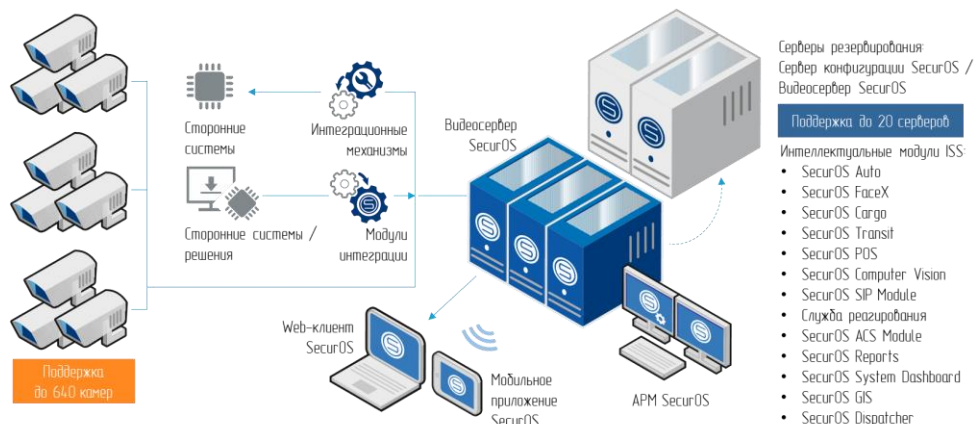 Поддержка
до 640 камер
Сторонние
системы
Интеграционные
механизмы
Сторонние системы /
решения
Модули
интеграции
Видеосервер
SecurOS
Web-клиент
SecurOS
Мобильное
приложение
SecurOS
АРМ SecurOS
Серверы резервирования:
Сервер конфигурации SecurOS /
Видеосервер SecurOS
Поддержка до 20 серверов
Интеллектуальные модули ISS:
• SecurOS Auto
• SecurOS FaceX
• SecurOS Cargo
• SecurOS Transit
• SecurOS POS
• SecurOS Computer Vision
• SecurOS SIP Module
• Служба реагирования
• SecurOS ACS Module
• SecurOS Reports
• SecurOS System Dashboard
• SecurOS GIS
• SecurOS Dispatcher